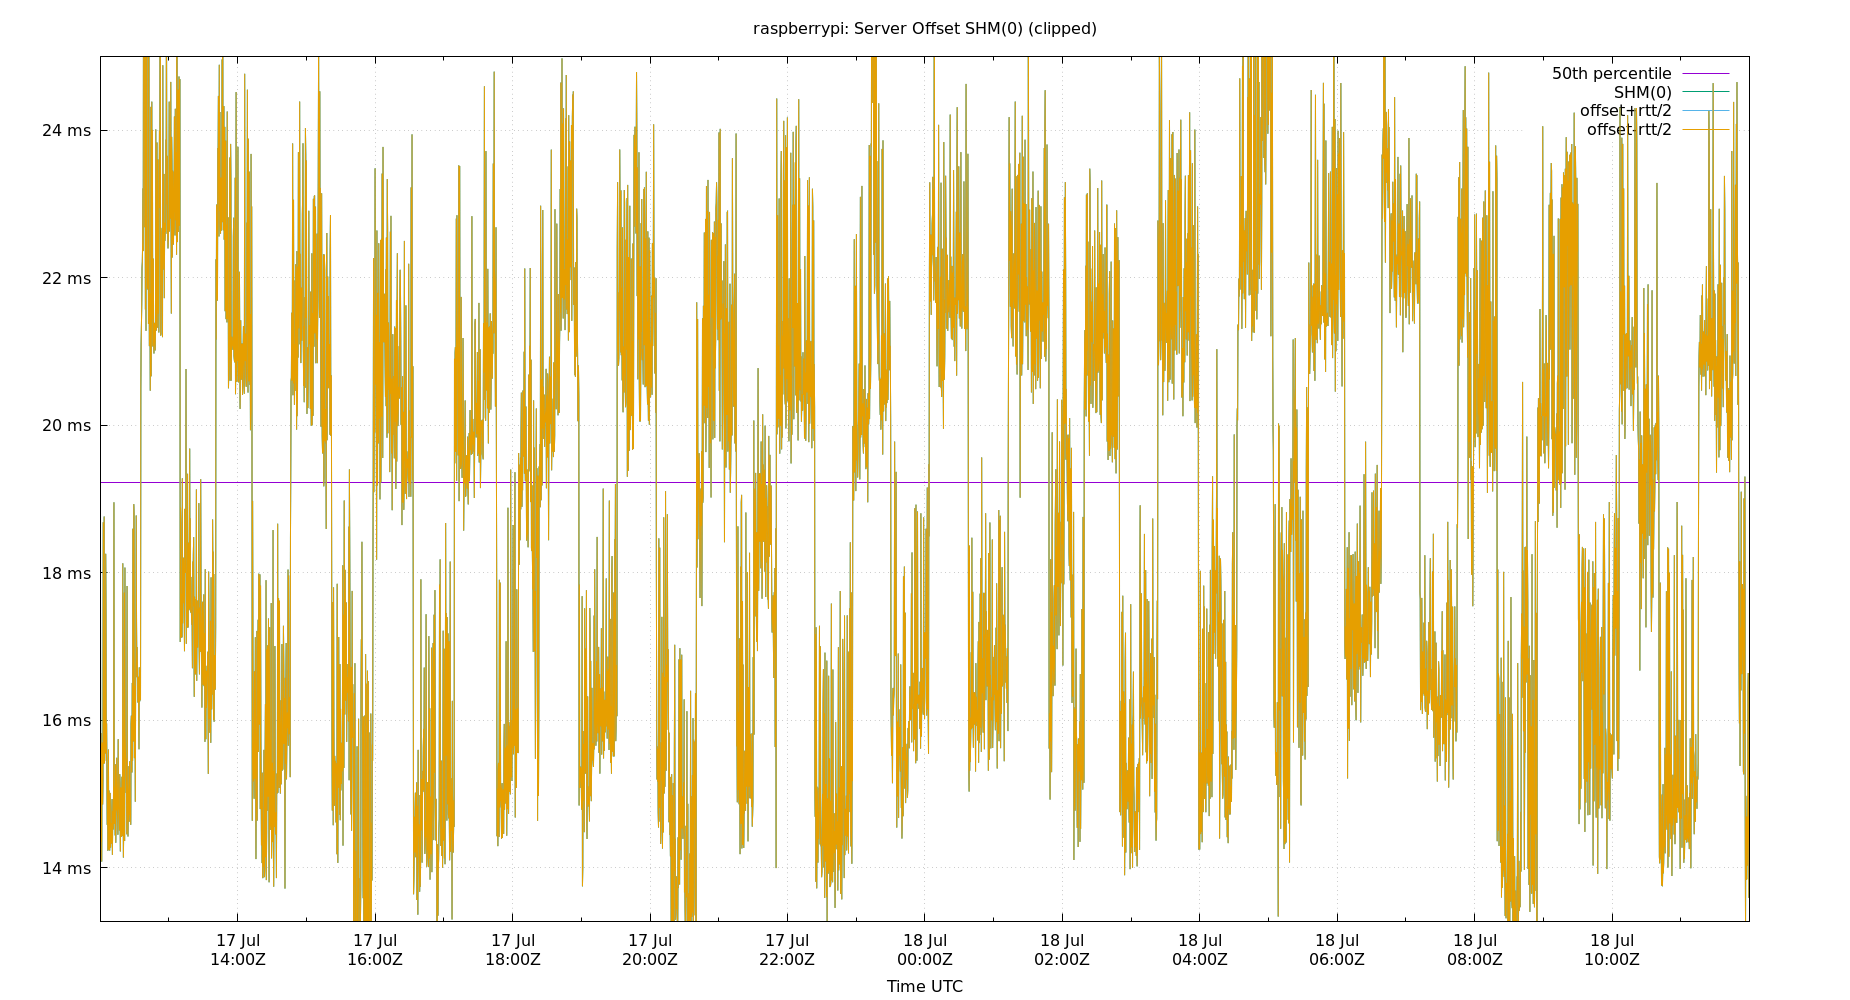 raspberrypi: Server Offset SHM(0) (clipped)
50th percentile
SHM(0)
offset+rtt/2
offset-rtt/2
24 ms
22 ms
20 ms
18 ms
16 ms
14 ms
17 Jul 17 Jul 17 Jul 17 Jul 17 Jul 18 Jul 18 Jul 18 Jul 18 Jul 18 Jul 18 Jul
14:00Z 16:00Z 18:00Z 20:00Z 22:00Z 00:00Z 02:00Z 04:00Z 06:00Z 08:00Z 10:00Z
Time UTC